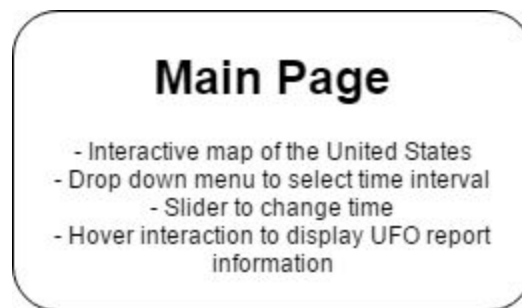 Main Page
- Interactive map of the United States
- Drop down menu to select time interval
- Slider to change time
- Hover interaction to display UFO report
information